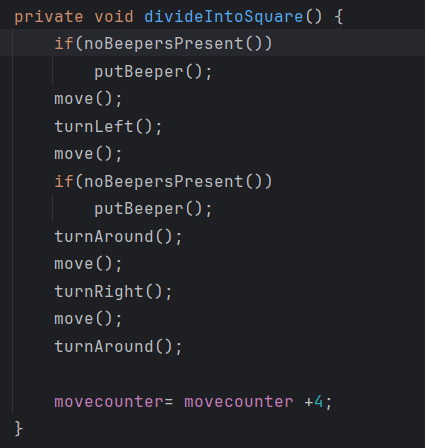 private void divideIntoSquare() {
    if(noBeepersPresent())
        putBeeper();
    move();
    turnLeft();
    move();
    if(noBeepersPresent())
        putBeeper();
    turnAround();
    move();
    turnRight();
    move();
    turnAround();

    movecounter= movecounter +4;
}